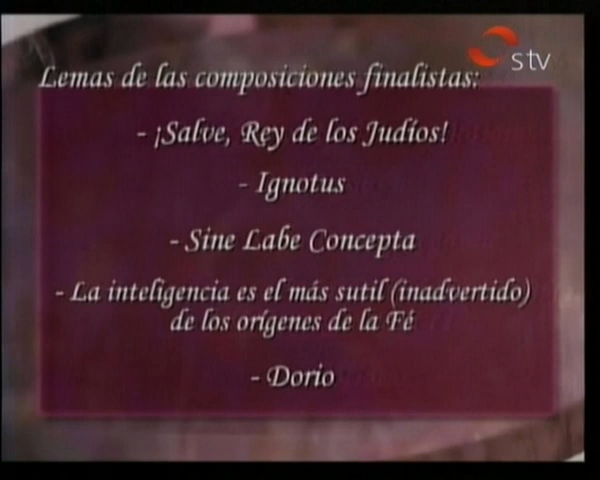 stv
Lemas de las composiciones finalistas:
- ¡Salve, Rey de los Judíos!
- Ignotus
- Sine Labe Concepta
- La inteligencia es el más sutil (inadvertido)
de los orígenes de la Fé
- Dorio